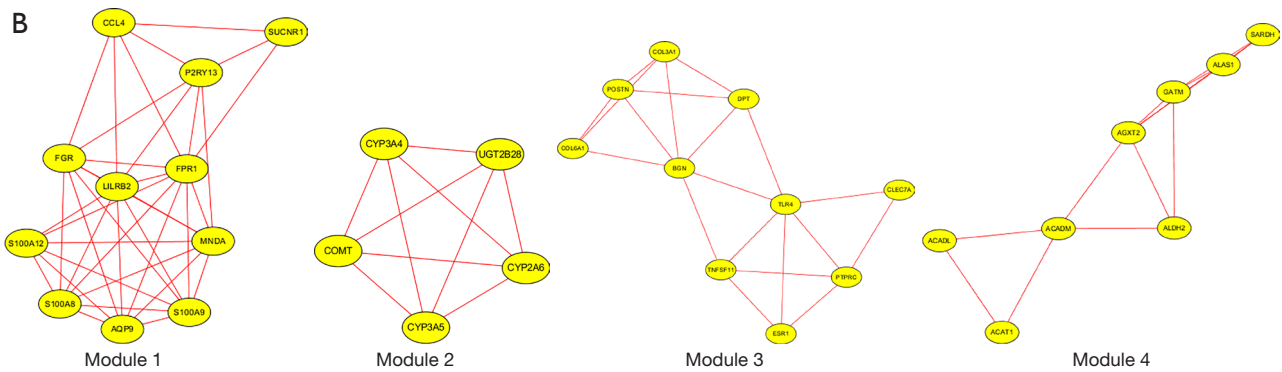 B
CCL4
SUCNR1
P2RY13
FGR
FPR1
LILRB2
S100A12
MNDA
S100A8
S100A9
AQP9
Module 1
CYP3A4
UGT2B28
COMT
CYP2A6
CYP3A5
Module 2
COL3A1
POSTN
DPT
COL6A1
BGN
CLEC7A
TLR4
TNFSF11
PTPRC
ESR1
Module 3
SARDH
ALAS1
GATM
AGXT2
ACADM
ALDH2
ACADL
ACAT1
Module 4